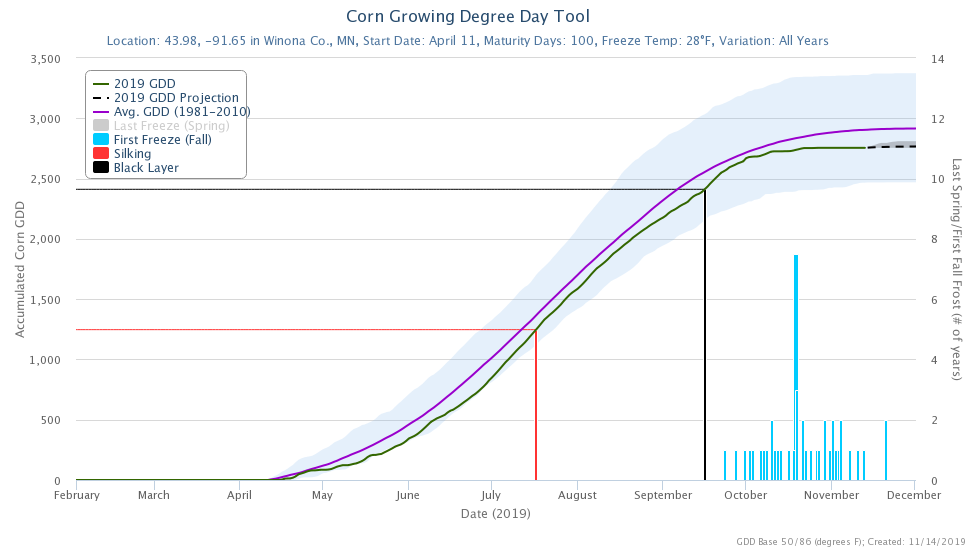 Corn Growing Degree Day Tool
Location: 43.98, -91.65 in Winona Co., MN, Start Date: April 11, Maturity Days: 100, Freeze Temp: 28°F, Variation: All Years
3,500
3,000
2,500
2,000
1,500
1,000
500
0
Accumulated Corn GDD
2019 GDD
2019 GDD Projection
Avg. GDD (1981-2010)
Last Freeze (Spring)
First Freeze (Fall)
Silking
Black Layer
14
12
10
8
6
4
2
0
Last Spring/First Fall Frost (# of years)
February March April May June July August September October November December
Date (2019)
GDD Base 50/86 (degrees F); Created: 11/14/2019